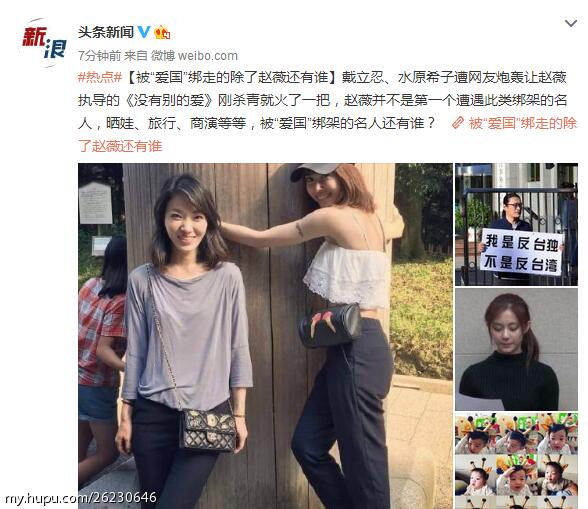 新浪
头条新闻
7分钟前 来自 微博 weibo.com
#热点#【被“爱国”绑走的除了赵薇还有谁】戴立忍、水原希子遭网友炮轰让赵薇
执导的《没有别的爱》刚杀青就火了一把，赵薇并不是第一个遭遇此类绑架的名
人，晒娃、旅行、商演等等，被“爱国”绑架的名人还有谁？ 被“爱国”绑走的除
了赵薇还有谁
我是反台独
不是反台湾
my.hupu.com/26230646